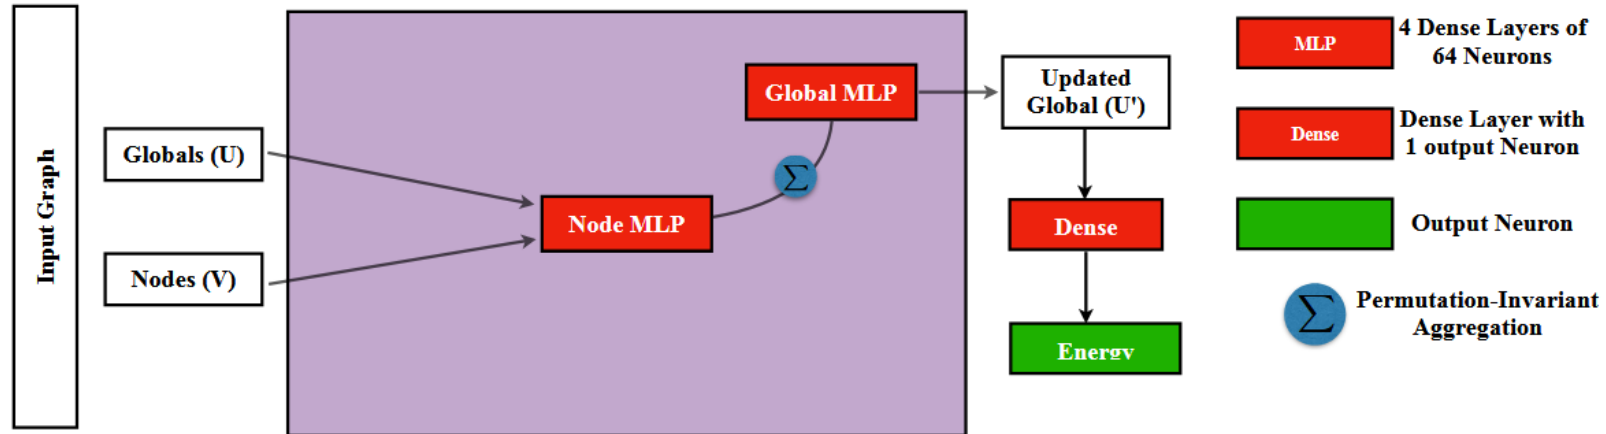 Input Graph
Globals (U)
Nodes (V)
Node MLP
Σ
Global MLP
Updated
Global (U')
Dense
Energy
MLP
4 Dense Layers of
64 Neurons
Dense
Dense Layer with
1 output Neuron
Output Neuron
Σ
Permutation-Invariant
Aggregation